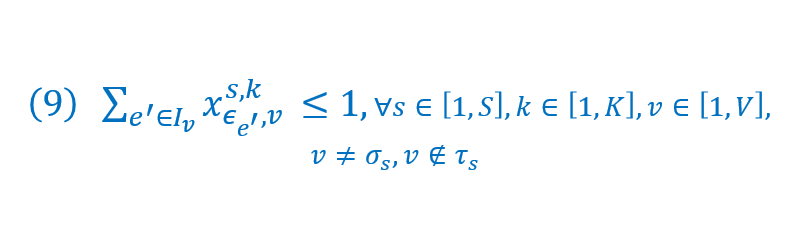 (9) ∑_{e′∈I_v} x^{s,k}_{ϵ_{e′},v} ≤ 1, ∀s ∈ [1, S], k ∈ [1, K], v ∈ [1, V],
v ≠ σ_s, v ∉ τ_s